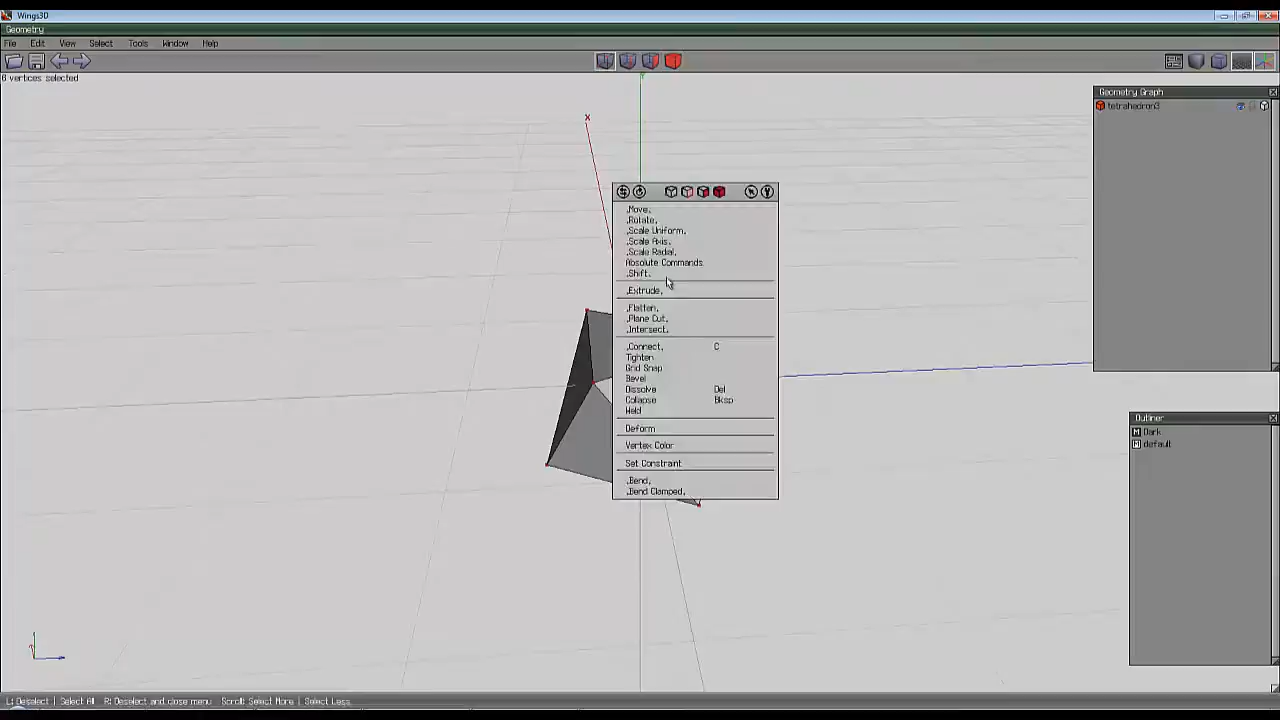 Wings3D
Geometry
File Edit View Select Tools Window Help
6 vertices selected
Geometry Graph
tetrahedron3
X
Y
Move
Rotate
Scale Uniform
Scale Axis
Scale Radial
Absolute Commands
Shift
Extrude
Flatten
Plane Cut
Intersect
Connect C
Tighten
Grid Snap
Bevel
Dissolve Del
Collapse Bksp
Weld
Deform
Vertex Color
Set Constraint
Bend
Bend Clamped
Outliner
Dark
default
L: Deselect | Select All R: Deselect and close menu Scroll: Select More | Select Less